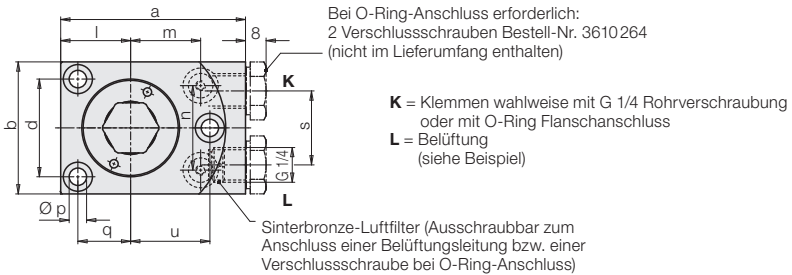 a
Bei O-Ring-Anschluss erforderlich:
2 Verschlussschrauben Bestell-Nr. 3610264
(nicht im Lieferumfang enthalten)
l
m
8
K
K = Klemmen wahlweise mit G 1/4 Rohrverschraubung
oder mit O-Ring Flanschanschluss
L = Belüftung
(siehe Beispiel)
b
d
n
s
G 1/4
L
Ø p
q
u
Sinterbronze-Luftfilter (Ausschraubbar zum
Anschluss einer Belüftungsleitung bzw. einer
Verschlussschraube bei O-Ring-Anschluss)